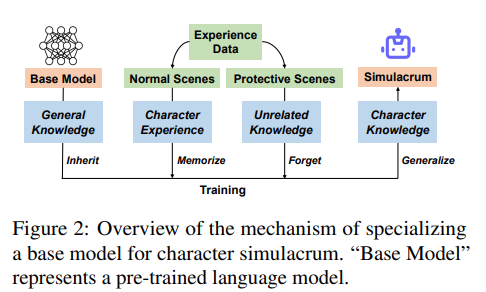 Experience
Data
Base Model
Normal Scenes
Protective Scenes
Simulacrum
General
Knowledge
Character
Experience
Unrelated
Knowledge
Character
Knowledge
Inherit
Memorize
Forget
Generalize
Training
Figure 2: Overview of the mechanism of specializing
a base model for character simulacrum. “Base Model”
represents a pre-trained language model.